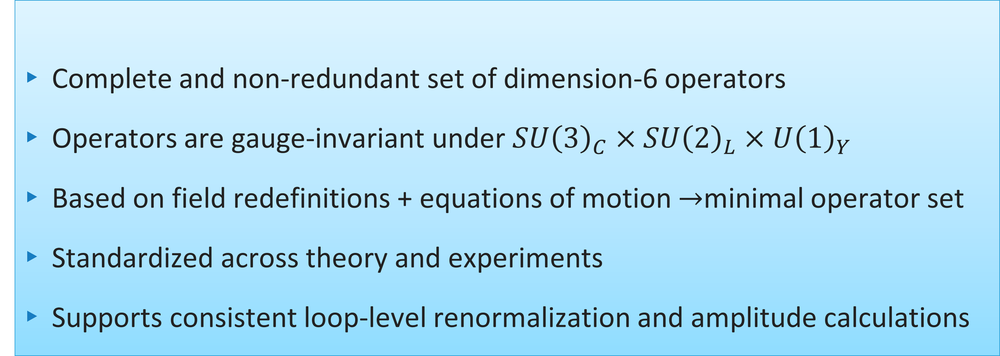 ▸ Complete and non-redundant set of dimension-6 operators
▸ Operators are gauge-invariant under $SU(3)_C \times SU(2)_L \times U(1)_Y$
▸ Based on field redefinitions + equations of motion →minimal operator set
▸ Standardized across theory and experiments
▸ Supports consistent loop-level renormalization and amplitude calculations